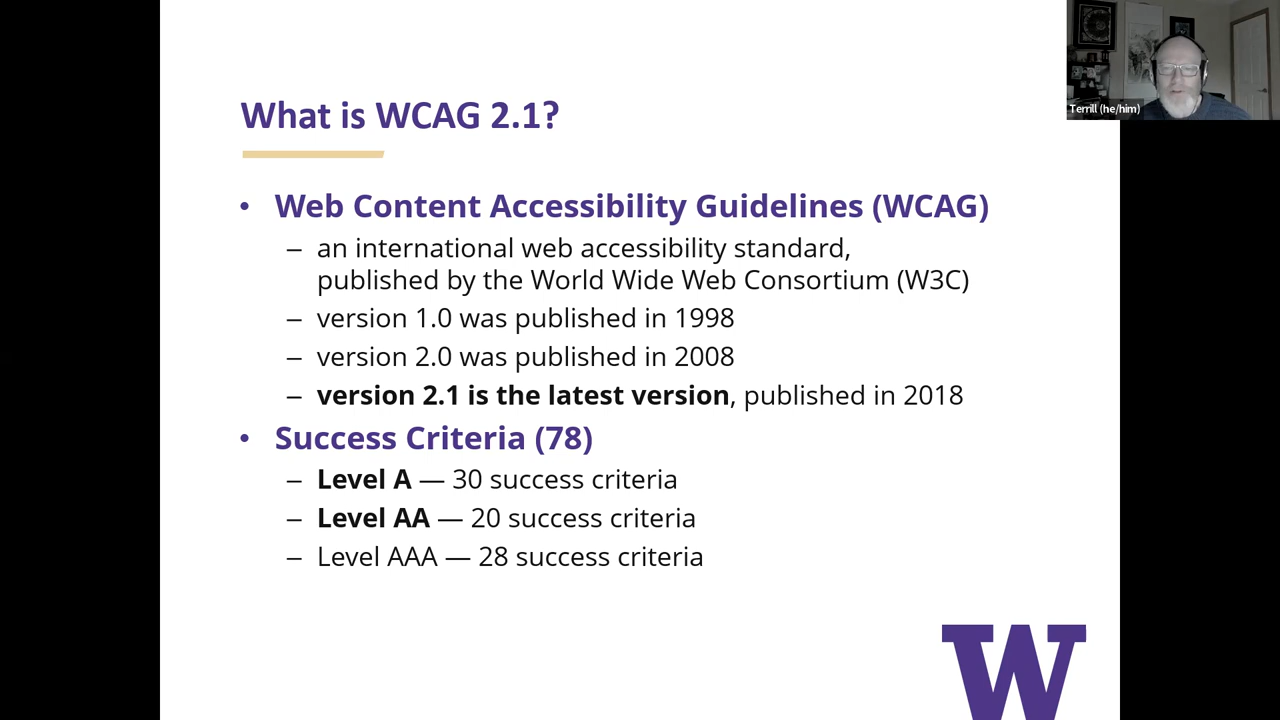 What is WCAG 2.1?
Terrill (he/him)
• Web Content Accessibility Guidelines (WCAG)
– an international web accessibility standard,
published by the World Wide Web Consortium (W3C)
– version 1.0 was published in 1998
– version 2.0 was published in 2008
– version 2.1 is the latest version, published in 2018
• Success Criteria (78)
– Level A — 30 success criteria
– Level AA — 20 success criteria
– Level AAA — 28 success criteria
W